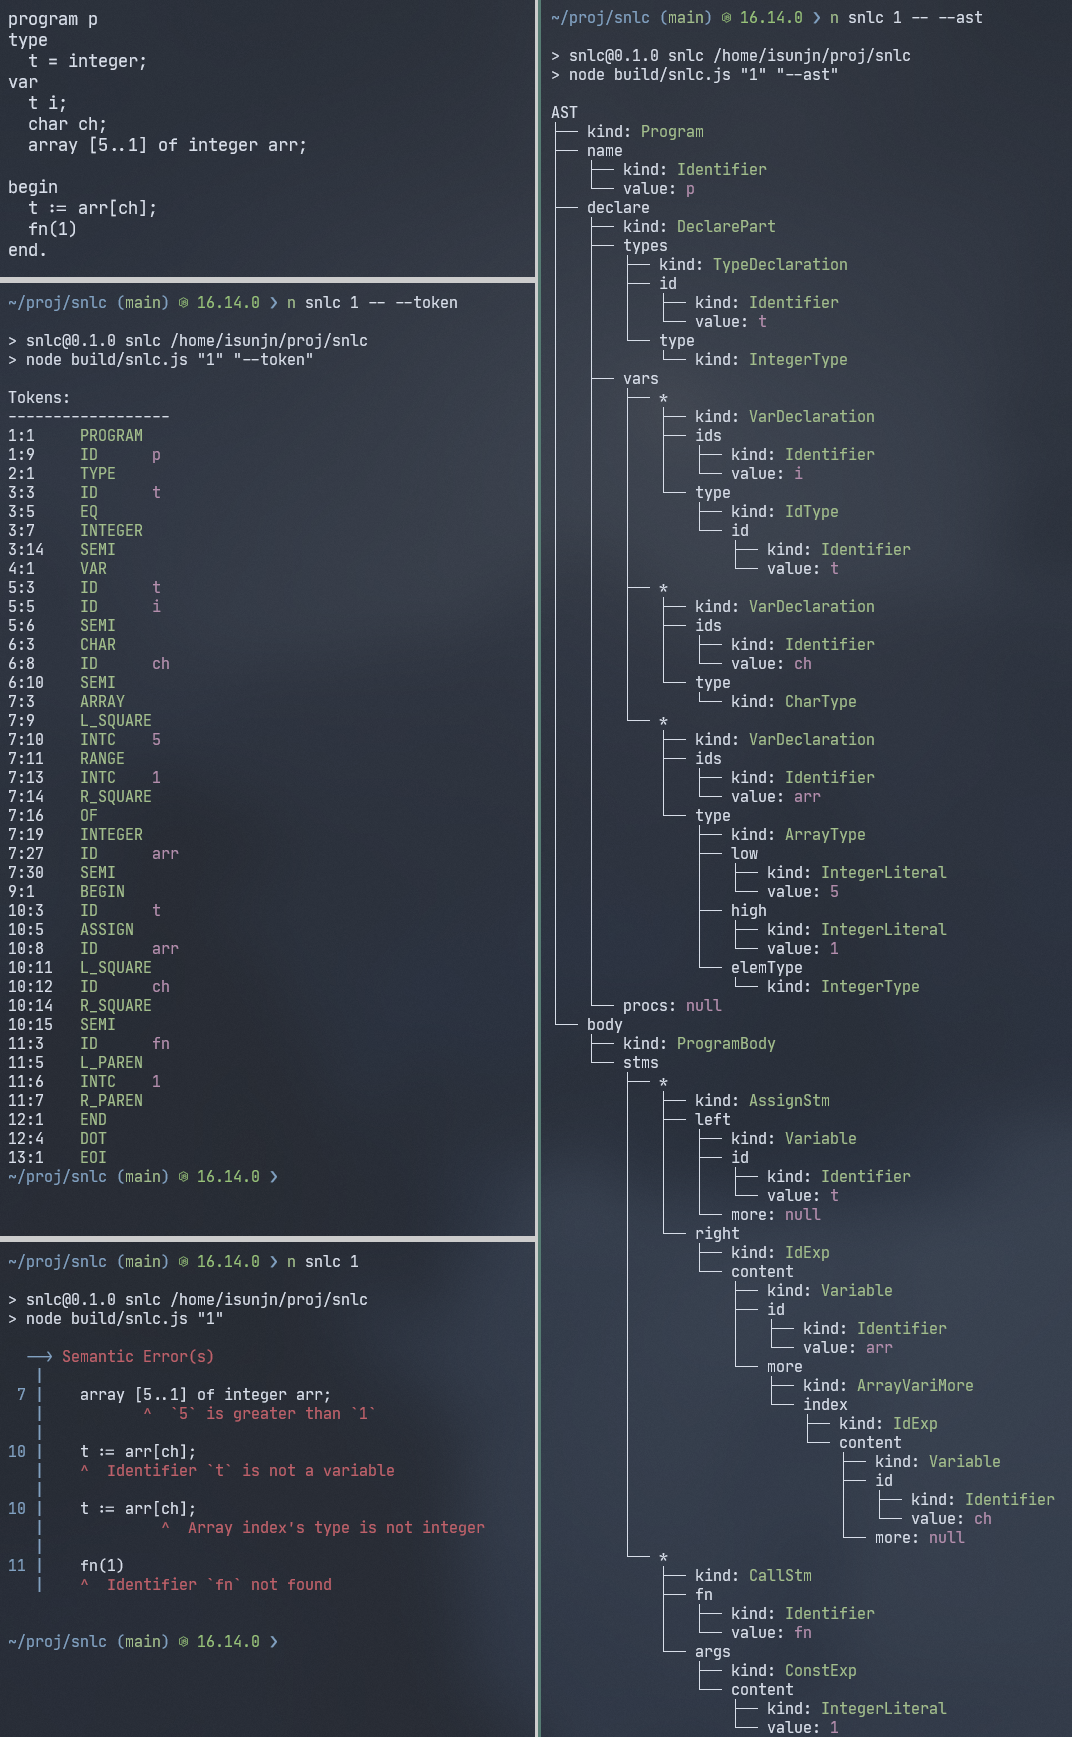 program p
type
  t = integer;
var
  t i;
  char ch;
  array [5..1] of integer arr;

begin
  t := arr[ch];
  fn(1)
end.
~/proj/snlc (main) 16.14.0 ❯ n snlc 1 -- --token

> snlc@0.1.0 snlc /home/isunjn/proj/snlc
> node build/snlc.js "1" "--token"

Tokens:
------------------
1:1     PROGRAM
1:9     ID      p
2:1     TYPE
3:3     ID      t
3:5     EQ
3:7     INTEGER
3:14    SEMI
4:1     VAR
5:3     ID      t
5:5     ID      i
5:6     SEMI
6:3     CHAR
6:8     ID      ch
6:10    SEMI
7:3     ARRAY
7:9     L_SQUARE
7:10    INTC    5
7:11    RANGE
7:13    INTC    1
7:14    R_SQUARE
7:16    OF
7:19    INTEGER
7:27    ID      arr
7:30    SEMI
9:1     BEGIN
10:3    ID      t
10:5    ASSIGN
10:8    ID      arr
10:11   L_SQUARE
10:12   ID      ch
10:14   R_SQUARE
10:15   SEMI
11:3    ID      fn
11:5    L_PAREN
11:6    INTC    1
11:7    R_PAREN
12:1    END
12:4    DOT
13:1    EOI
~/proj/snlc (main) 16.14.0 ❯
~/proj/snlc (main) 16.14.0 ❯ n snlc 1

> snlc@0.1.0 snlc /home/isunjn/proj/snlc
> node build/snlc.js "1"

  ──> Semantic Error(s)
   |
 7 |    array [5..1] of integer arr;
   |           ^  `5` is greater than `1`
   |
10 |    t := arr[ch];
   |    ^  Identifier `t` is not a variable
   |
10 |    t := arr[ch];
   |             ^  Array index's type is not integer
   |
11 |    fn(1)
   |    ^  Identifier `fn` not found

~/proj/snlc (main) 16.14.0 ❯
~/proj/snlc (main) 16.14.0 ❯ n snlc 1 -- --ast

> snlc@0.1.0 snlc /home/isunjn/proj/snlc
> node build/snlc.js "1" "--ast"

AST
├── kind: Program
├── name
│   ├── kind: Identifier
│   └── value: p
├── declare
│   ├── kind: DeclarePart
│   ├── types
│   │   ├── kind: TypeDeclaration
│   │   ├── id
│   │   │   ├── kind: Identifier
│   │   │   └── value: t
│   │   └── type
│   │       └── kind: IntegerType
│   ├── vars
│   │   ├── *
│   │   │   ├── kind: VarDeclaration
│   │   │   ├── ids
│   │   │   │   ├── kind: Identifier
│   │   │   │   └── value: i
│   │   │   └── type
│   │   │       ├── kind: IdType
│   │   │       └── id
│   │   │           ├── kind: Identifier
│   │   │           └── value: t
│   │   ├── *
│   │   │   ├── kind: VarDeclaration
│   │   │   ├── ids
│   │   │   │   ├── kind: Identifier
│   │   │   │   └── value: ch
│   │   │   └── type
│   │   │       └── kind: CharType
│   │   └── *
│   │       ├── kind: VarDeclaration
│   │       ├── ids
│   │       │   ├── kind: Identifier
│   │       │   └── value: arr
│   │       └── type
│   │           ├── kind: ArrayType
│   │           ├── low
│   │           │   ├── kind: IntegerLiteral
│   │           │   └── value: 5
│   │           ├── high
│   │           │   ├── kind: IntegerLiteral
│   │           │   └── value: 1
│   │           └── elemType
│   │               └── kind: IntegerType
│   └── procs: null
└── body
    ├── kind: ProgramBody
    └── stms
        ├── *
        │   ├── kind: AssignStm
        │   ├── left
        │   │   ├── kind: Variable
        │   │   ├── id
        │   │   │   ├── kind: Identifier
        │   │   │   └── value: t
        │   │   └── more: null
        │   └── right
        │       ├── kind: IdExp
        │       └── content
        │           ├── kind: Variable
        │           ├── id
        │           │   ├── kind: Identifier
        │           │   └── value: arr
        │           └── more
        │               ├── kind: ArrayVariMore
        │               └── index
        │                   ├── kind: IdExp
        │                   └── content
        │                       ├── kind: Variable
        │                       ├── id
        │                       │   ├── kind: Identifier
        │                       │   └── value: ch
        │                       └── more: null
        └── *
            ├── kind: CallStm
            ├── fn
            │   ├── kind: Identifier
            │   └── value: fn
            └── args
                ├── kind: ConstExp
                └── content
                    ├── kind: IntegerLiteral
                    └── value: 1